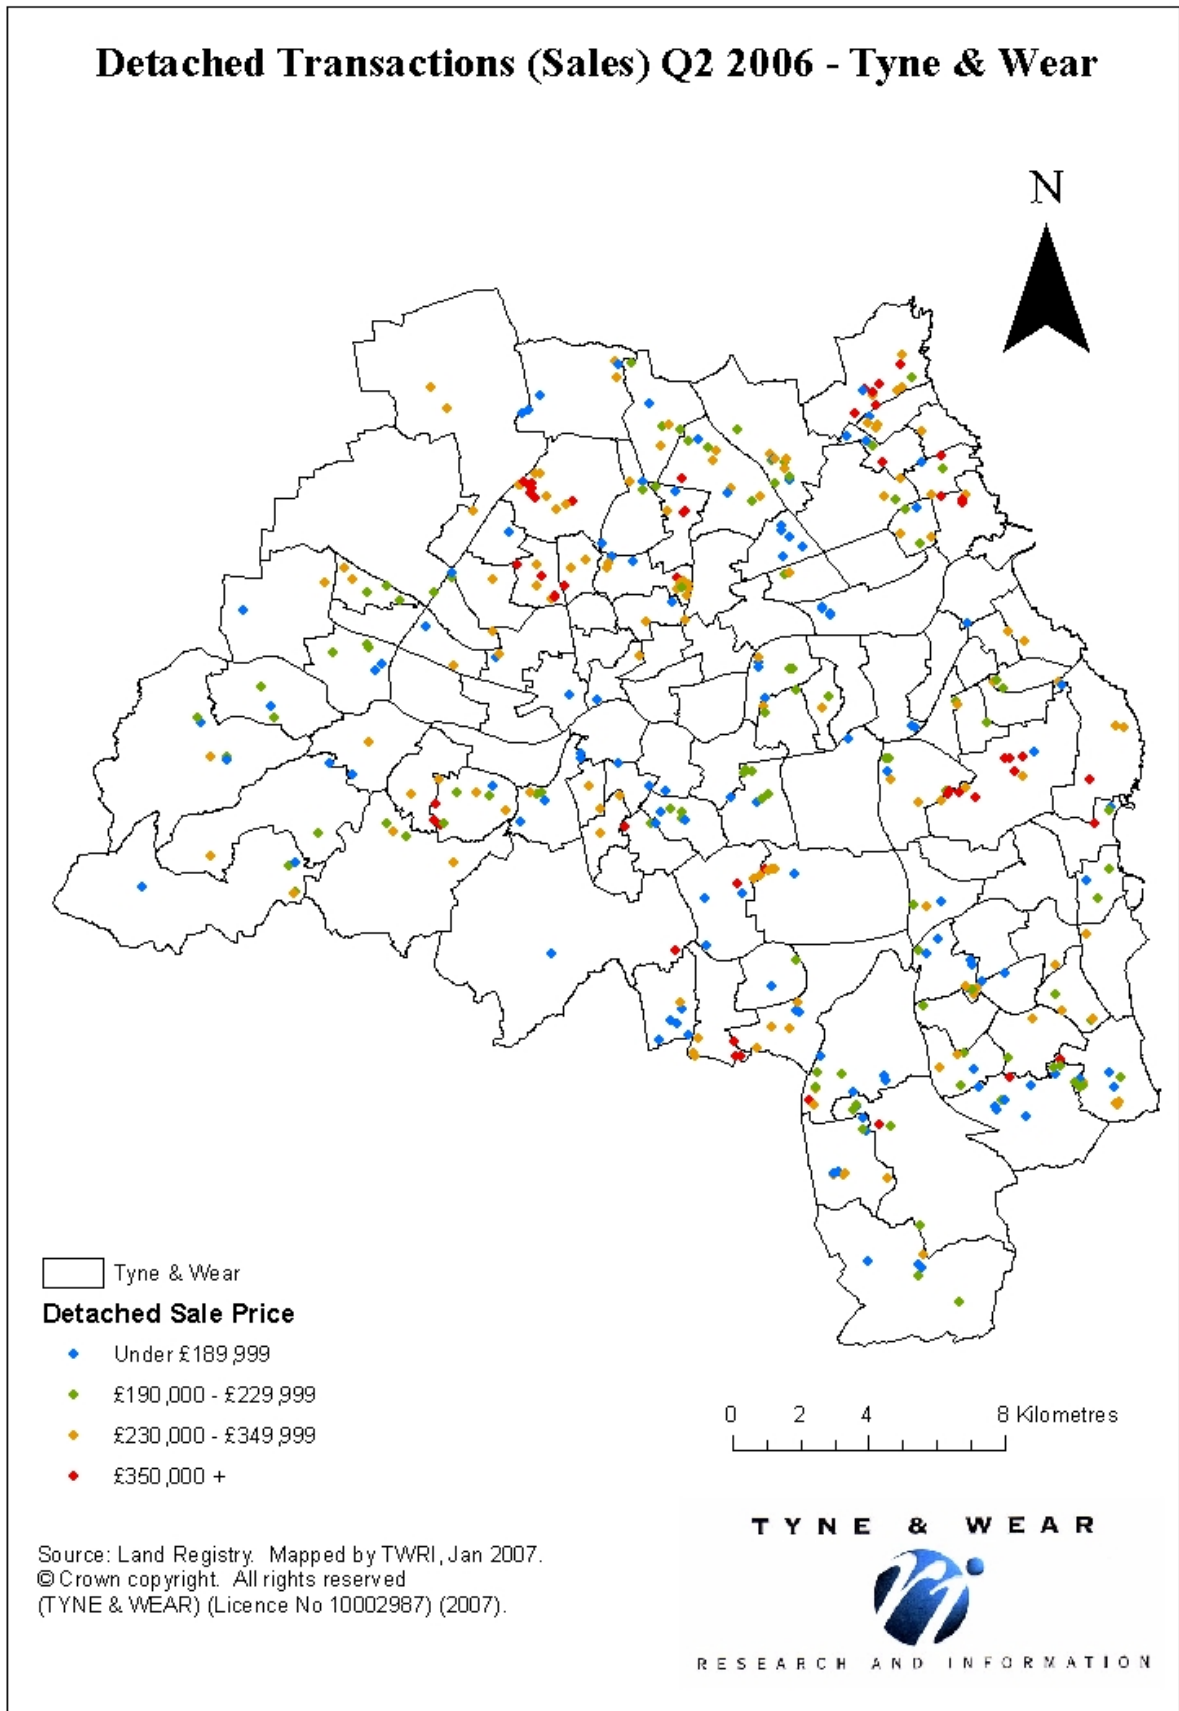 Detached Transactions (Sales) Q2 2006 - Tyne & Wear
N
Tyne & Wear
Detached Sale Price
Under £189,999
£190,000 - £229,999
£230,000 - £349,999
£350,000 +
0 2 4 8 Kilometres
Source: Land Registry. Mapped by TWRI, Jan 2007.
© Crown copyright. All rights reserved
(TYNE & WEAR) (Licence No 10002987) (2007).
TYNE & WEAR
ri
RESEARCH AND INFORMATION